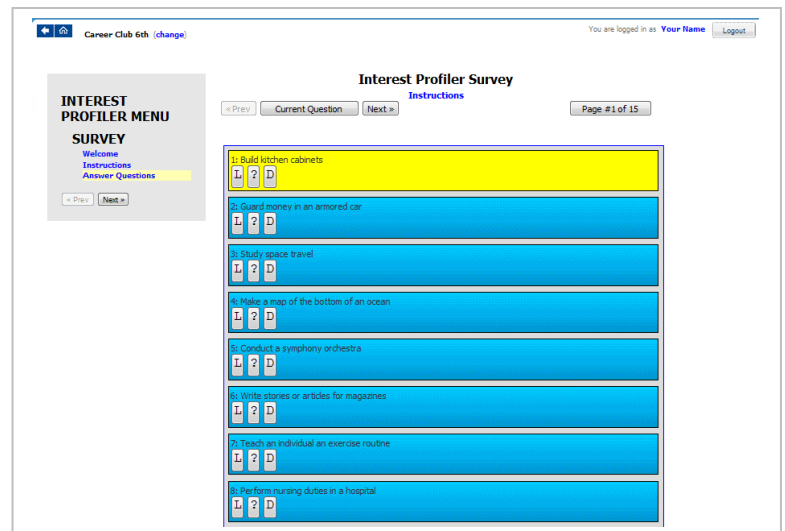 Career Club 6th (change)
You are logged in as Your Name Logout
Interest Profiler Survey
Instructions
« Prev Current Question Next » Page #1 of 15
INTEREST
PROFILER MENU
SURVEY
Welcome
Instructions
Answer Questions
« Prev Next »
1: Build kitchen cabinets
L ? D
2: Guard money in an armored car
L ? D
3: Study space travel
L ? D
4: Make a map of the bottom of an ocean
L ? D
5: Conduct a symphony orchestra
L ? D
6: Write stories or articles for magazines
L ? D
7: Teach an individual an exercise routine
L ? D
8: Perform nursing duties in a hospital
L ? D